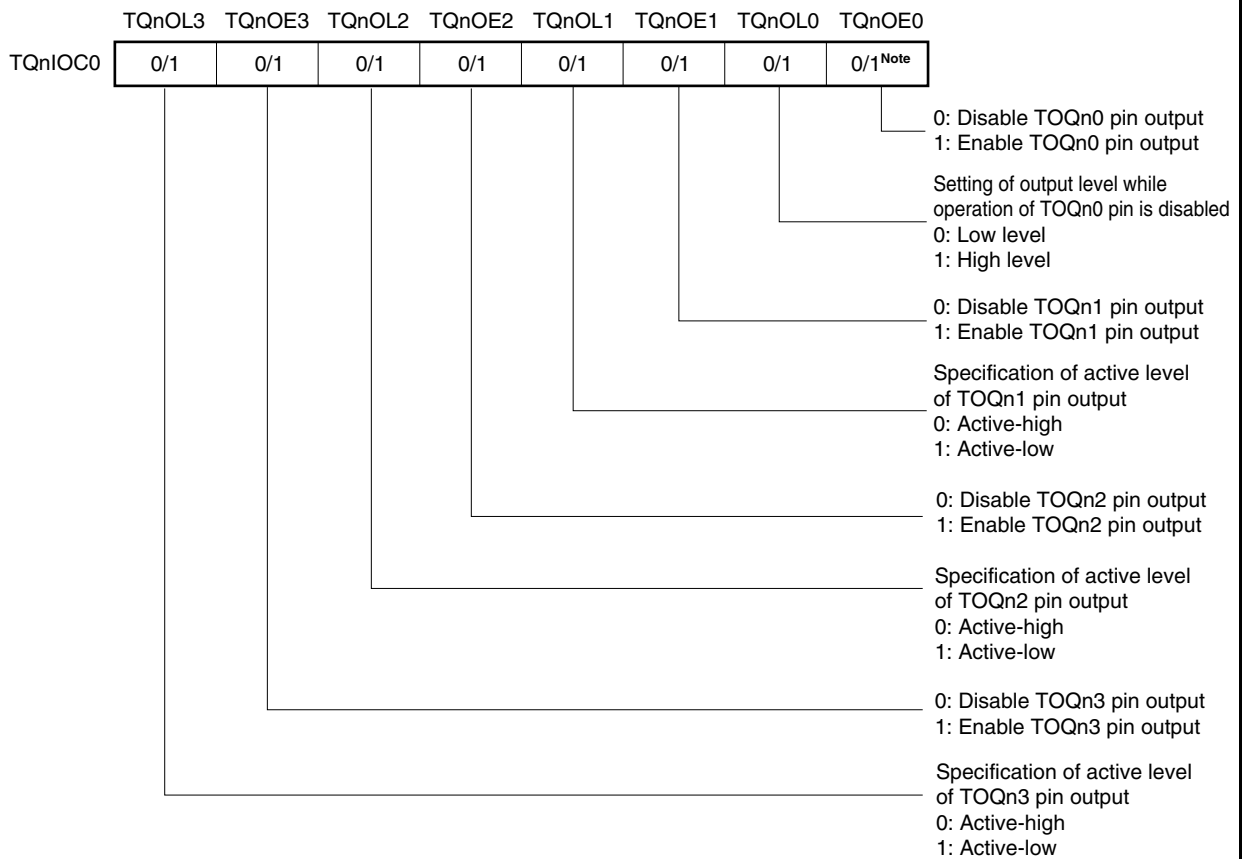 TQnOL3 TQnOE3 TQnOL2 TQnOE2 TQnOL1 TQnOE1 TQnOL0 TQnOE0
TQnIOC0 0/1 0/1 0/1 0/1 0/1 0/1 0/1 0/1Note
0: Disable TOQn0 pin output
1: Enable TOQn0 pin output
Setting of output level while
operation of TOQn0 pin is disabled
0: Low level
1: High level
0: Disable TOQn1 pin output
1: Enable TOQn1 pin output
Specification of active level
of TOQn1 pin output
0: Active-high
1: Active-low
0: Disable TOQn2 pin output
1: Enable TOQn2 pin output
Specification of active level
of TOQn2 pin output
0: Active-high
1: Active-low
0: Disable TOQn3 pin output
1: Enable TOQn3 pin output
Specification of active level
of TOQn3 pin output
0: Active-high
1: Active-low